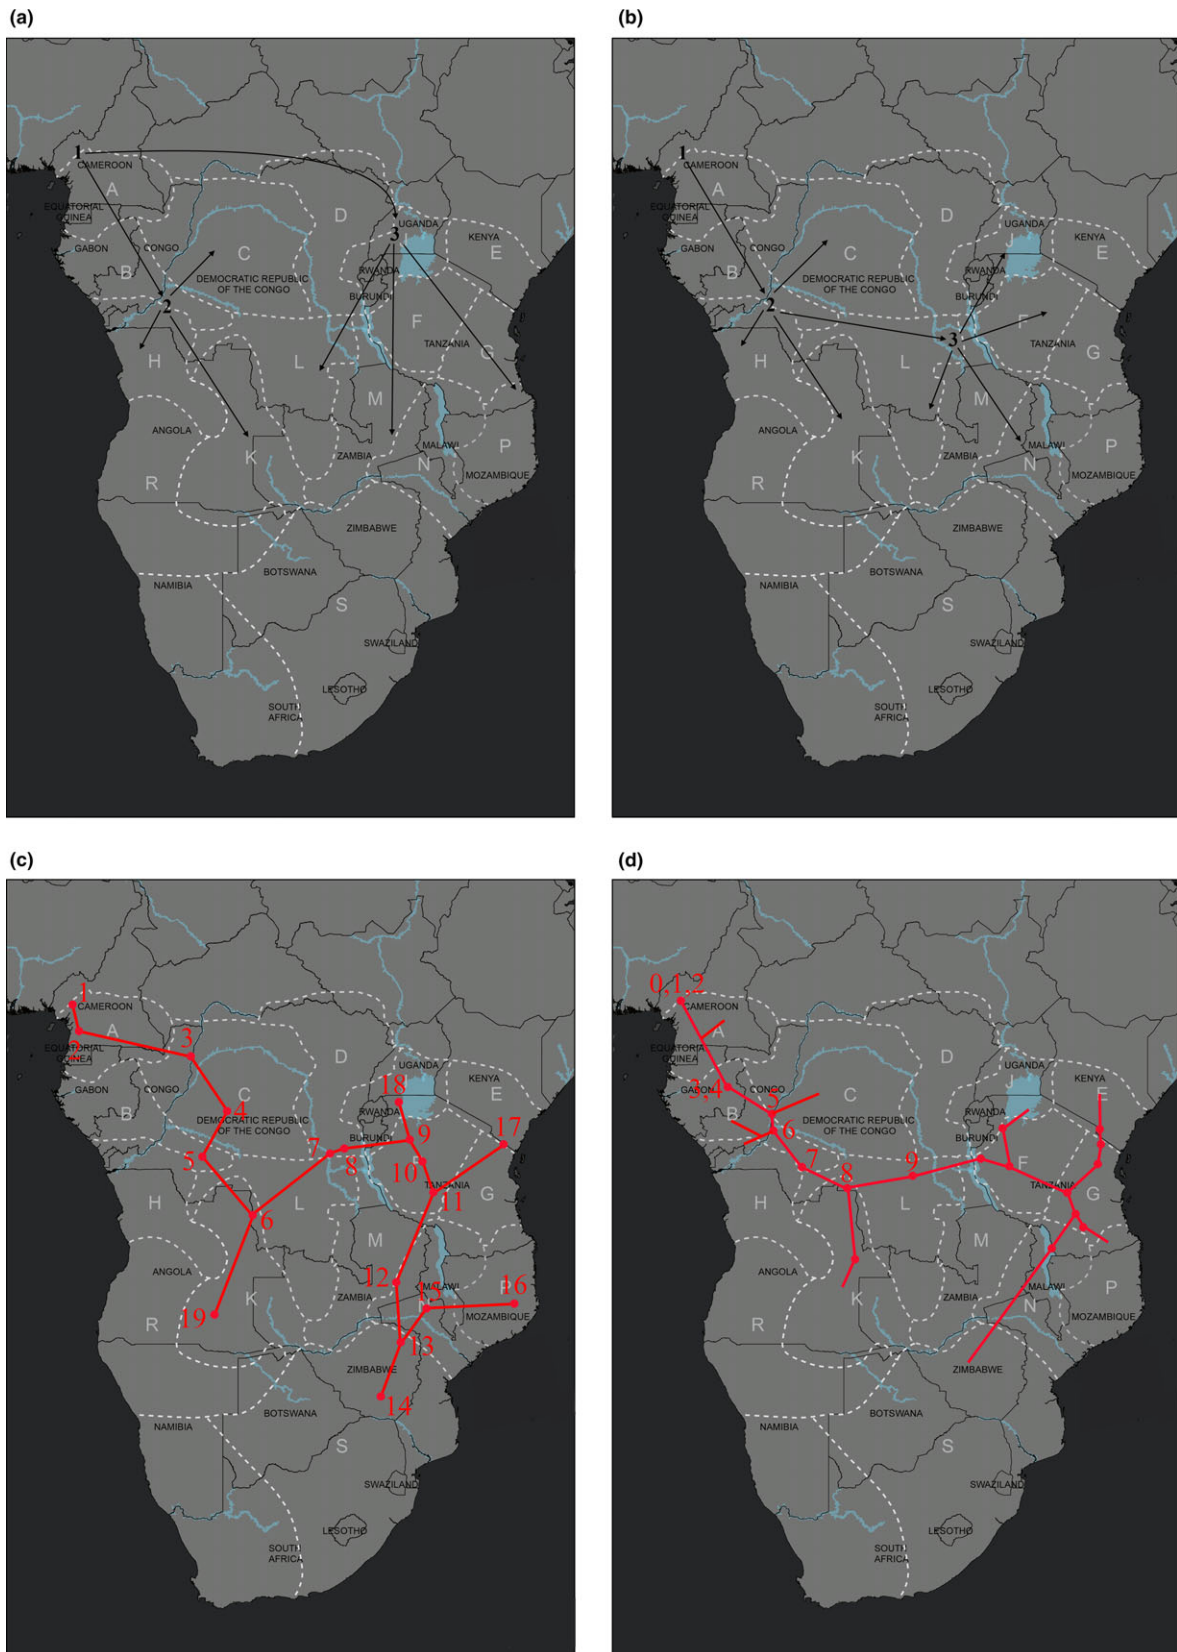 (a)
1
CAMEROON
A
D
EQUATORIAL
GUINEA
UGANDA
3
J
KENYA
GABON
CONGO
C
E
B
RWANDA
DEMOCRATIC REPUBLIC
OF THE CONGO
BURUNDI
2
F
TANZANIA
G
H
L
M
ANGOLA
MALAWI
P
K
ZAMBIA
N
MOZAMBIQUE
R
ZIMBABWE
BOTSWANA
NAMIBIA
S
SWAZILAND
LESOTHO
SOUTH
AFRICA
(b)
1
CAMEROON
A
D
EQUATORIAL
GUINEA
UGANDA
J
KENYA
GABON
CONGO
C
E
B
RWANDA
DEMOCRATIC REPUBLIC
OF THE CONGO
BURUNDI
2
F
3
TANZANIA
G
H
L
M
ANGOLA
MALAWI
P
K
ZAMBIA
N
MOZAMBIQUE
R
ZIMBABWE
BOTSWANA
NAMIBIA
S
SWAZILAND
LESOTHO
SOUTH
AFRICA
(c)
1
CAMEROON
A
2
3
D
EQUATORIAL
GUINEA
UGANDA
J
KENYA
GABON
CONGO
C
18
E
4
B
RWANDA
DEMOCRATIC REPUBLIC
OF THE CONGO
BURUNDI
9
17
5
7
8
10
F
TANZANIA
11
G
H
6
L
M
ANGOLA
12
MALAWI
15
16
P
K
ZAMBIA
N
MOZAMBIQUE
19
R
13
ZIMBABWE
14
BOTSWANA
NAMIBIA
S
SWAZILAND
LESOTHO
SOUTH
AFRICA
(d)
0,1,2
CAMEROON
A
D
EQUATORIAL
GUINEA
UGANDA
J
KENYA
GABON
3,4
CONGO
C
E
5
B
RWANDA
DEMOCRATIC REPUBLIC
OF THE CONGO
6
BURUNDI
7
8
9
F
TANZANIA
G
H
L
M
ANGOLA
MALAWI
P
K
ZAMBIA
N
MOZAMBIQUE
R
ZIMBABWE
BOTSWANA
NAMIBIA
S
SWAZILAND
LESOTHO
SOUTH
AFRICA